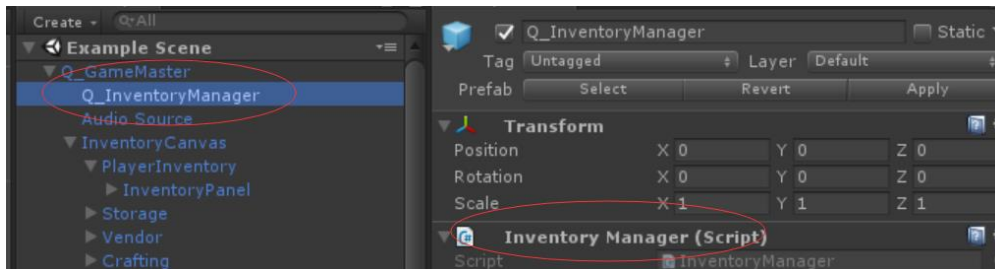 Create
All
Example Scene
Q_GameMaster
Q_InventoryManager
Audio Source
InventoryCanvas
PlayerInventory
InventoryPanel
Storage
Vendor
Crafting
Q_InventoryManager Static
Tag Untagged Layer Default
Prefab Select Revert Apply
Transform
Position X 0 Y 0 Z 0
Rotation X 0 Y 0 Z 0
Scale X 1 Y 1 Z 1
Inventory Manager (Script)
Script InventoryManager